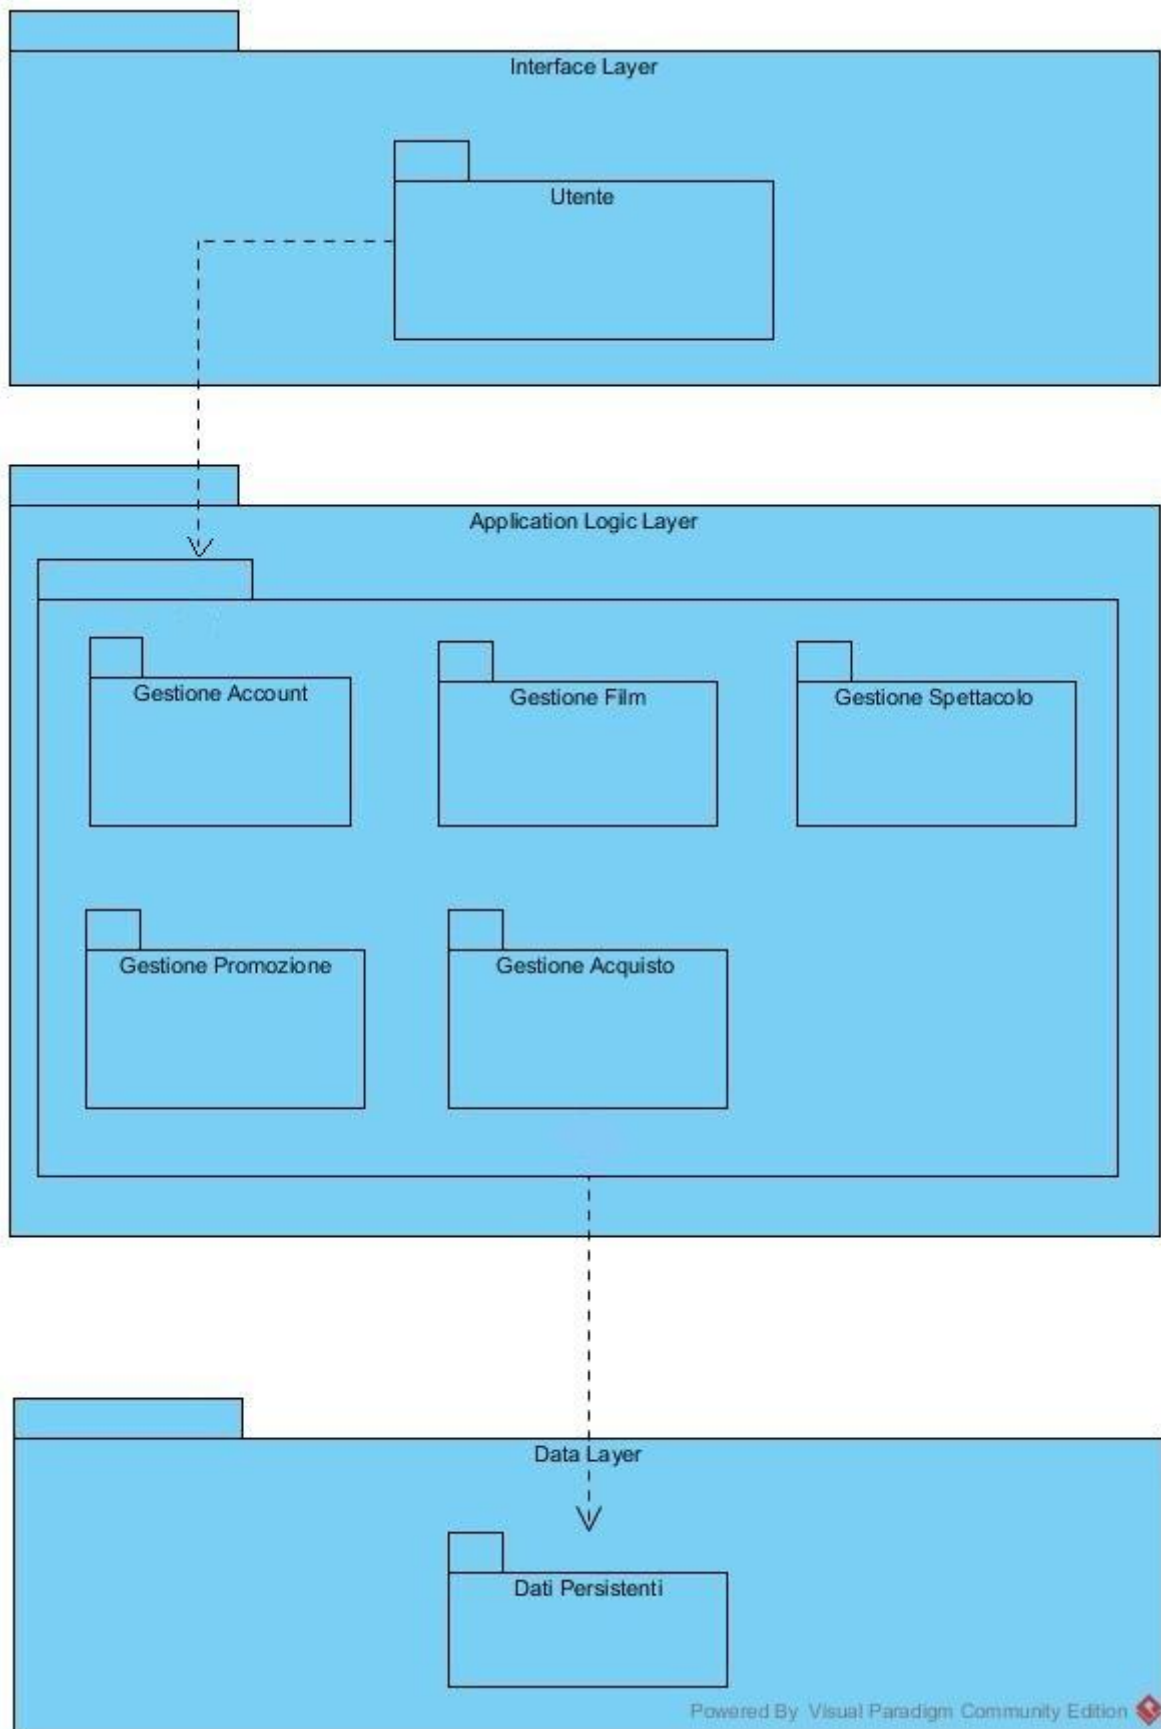 Interface Layer
Utente
Application Logic Layer
Gestione Account
Gestione Film
Gestione Spettacolo
Gestione Promozione
Gestione Acquisto
Data Layer
Dati Persistenti
Powered By Visual Paradigm Community Edition